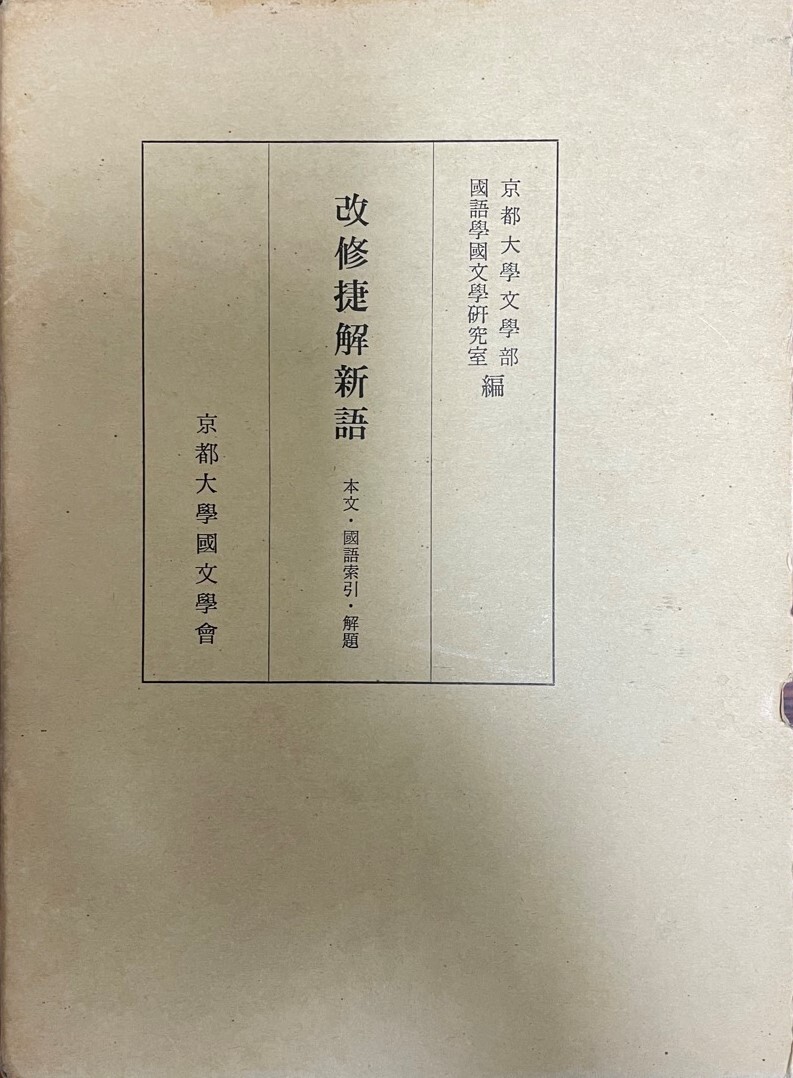 京都大學文學部
國語學國文學硏究室
編
改修捷解新語
本文・國語索引・解題
京都大學國文學會